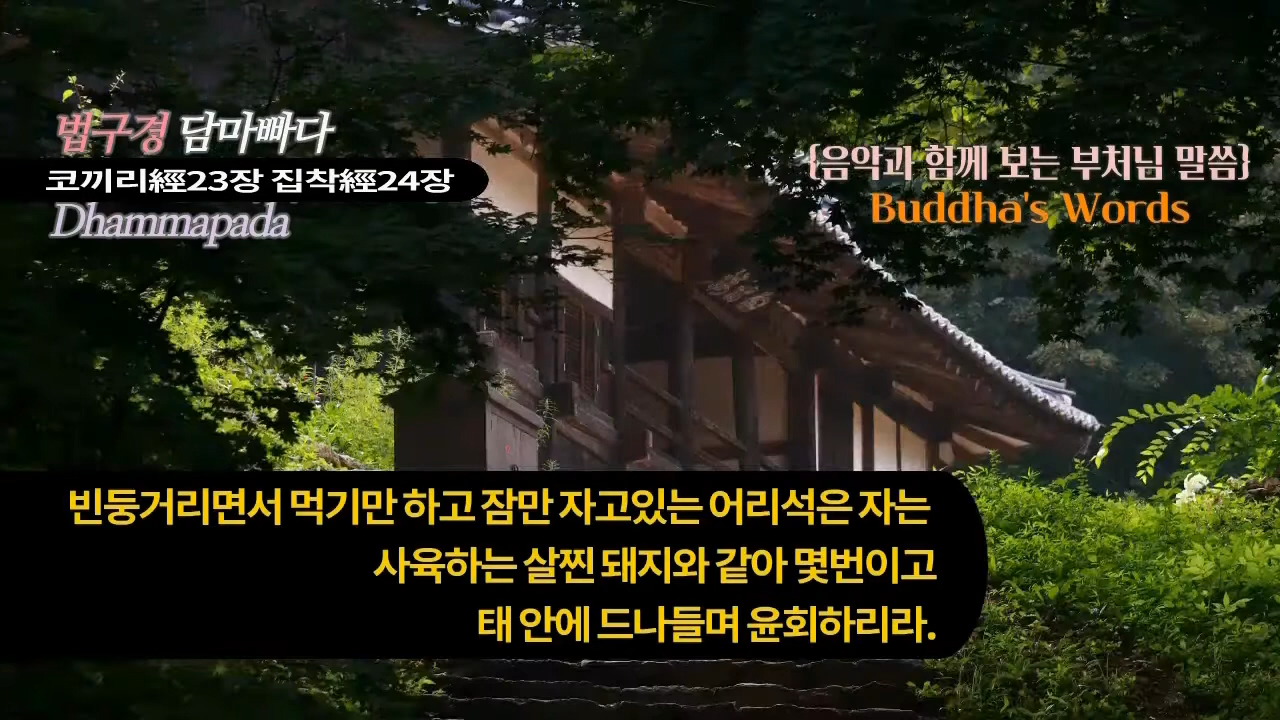 법구경 담마빠다
코끼리經23장 집착經24장
Dhammapada
{음악과 함께 보는 부처님 말씀}
Buddha's Words
빈둥거리면서 먹기만 하고 잠만 자고있는 어리석은 자는
사육하는 살찐 돼지와 같아 몇번이고
태 안에 드나들며 윤회하리라.